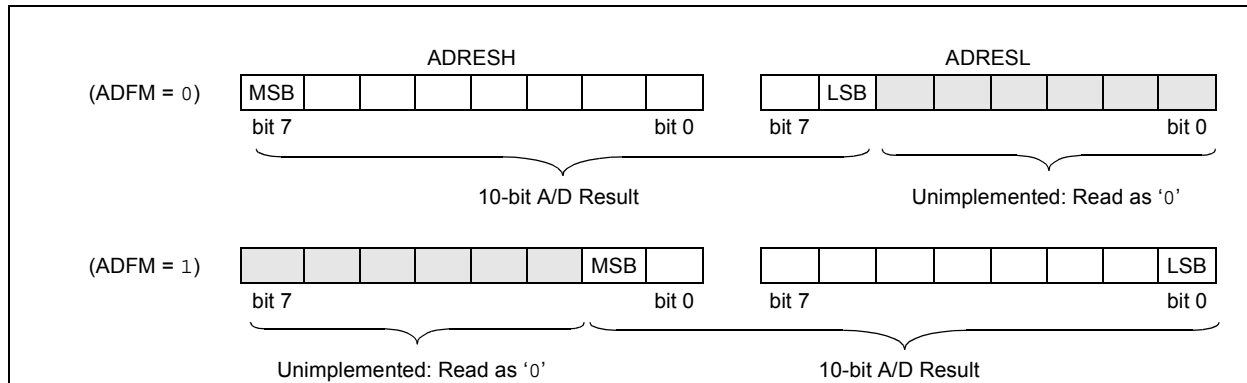 ADRESH ADRESL
(ADFM = 0) MSB LSB
bit 7 bit 0 bit 7 bit 0
10-bit A/D Result Unimplemented: Read as ‘0’
(ADFM = 1) MSB LSB
bit 7 bit 0 bit 7 bit 0
Unimplemented: Read as ‘0’ 10-bit A/D Result